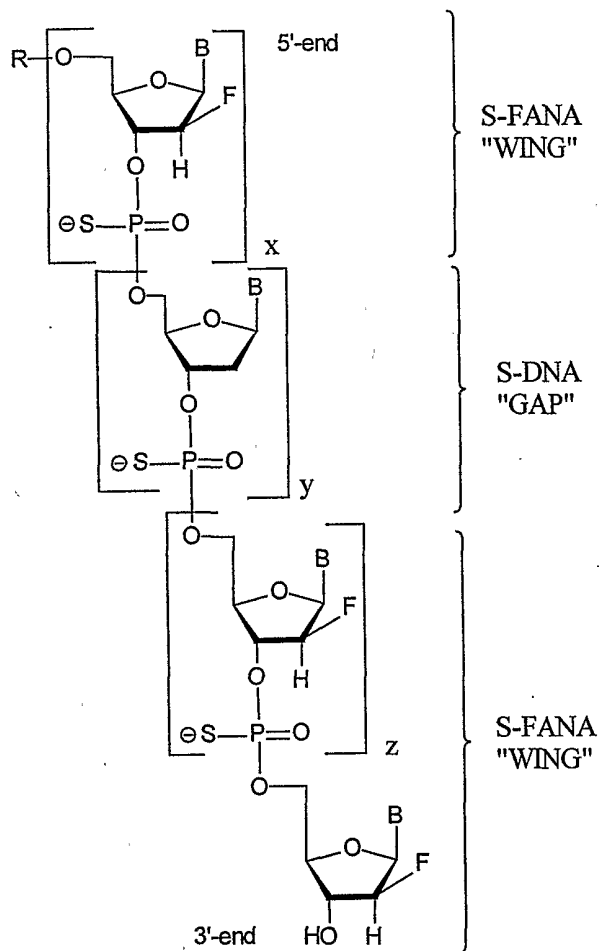 B 5'-end
R O O F
O H
S-FANA
"WING"
⊖S P O
x
O B
O
S-DNA
"GAP"
O
⊖S P O
y
O B
O F
O H
⊖S P O
z
S-FANA
"WING"
O B
O F
3'-end HO H